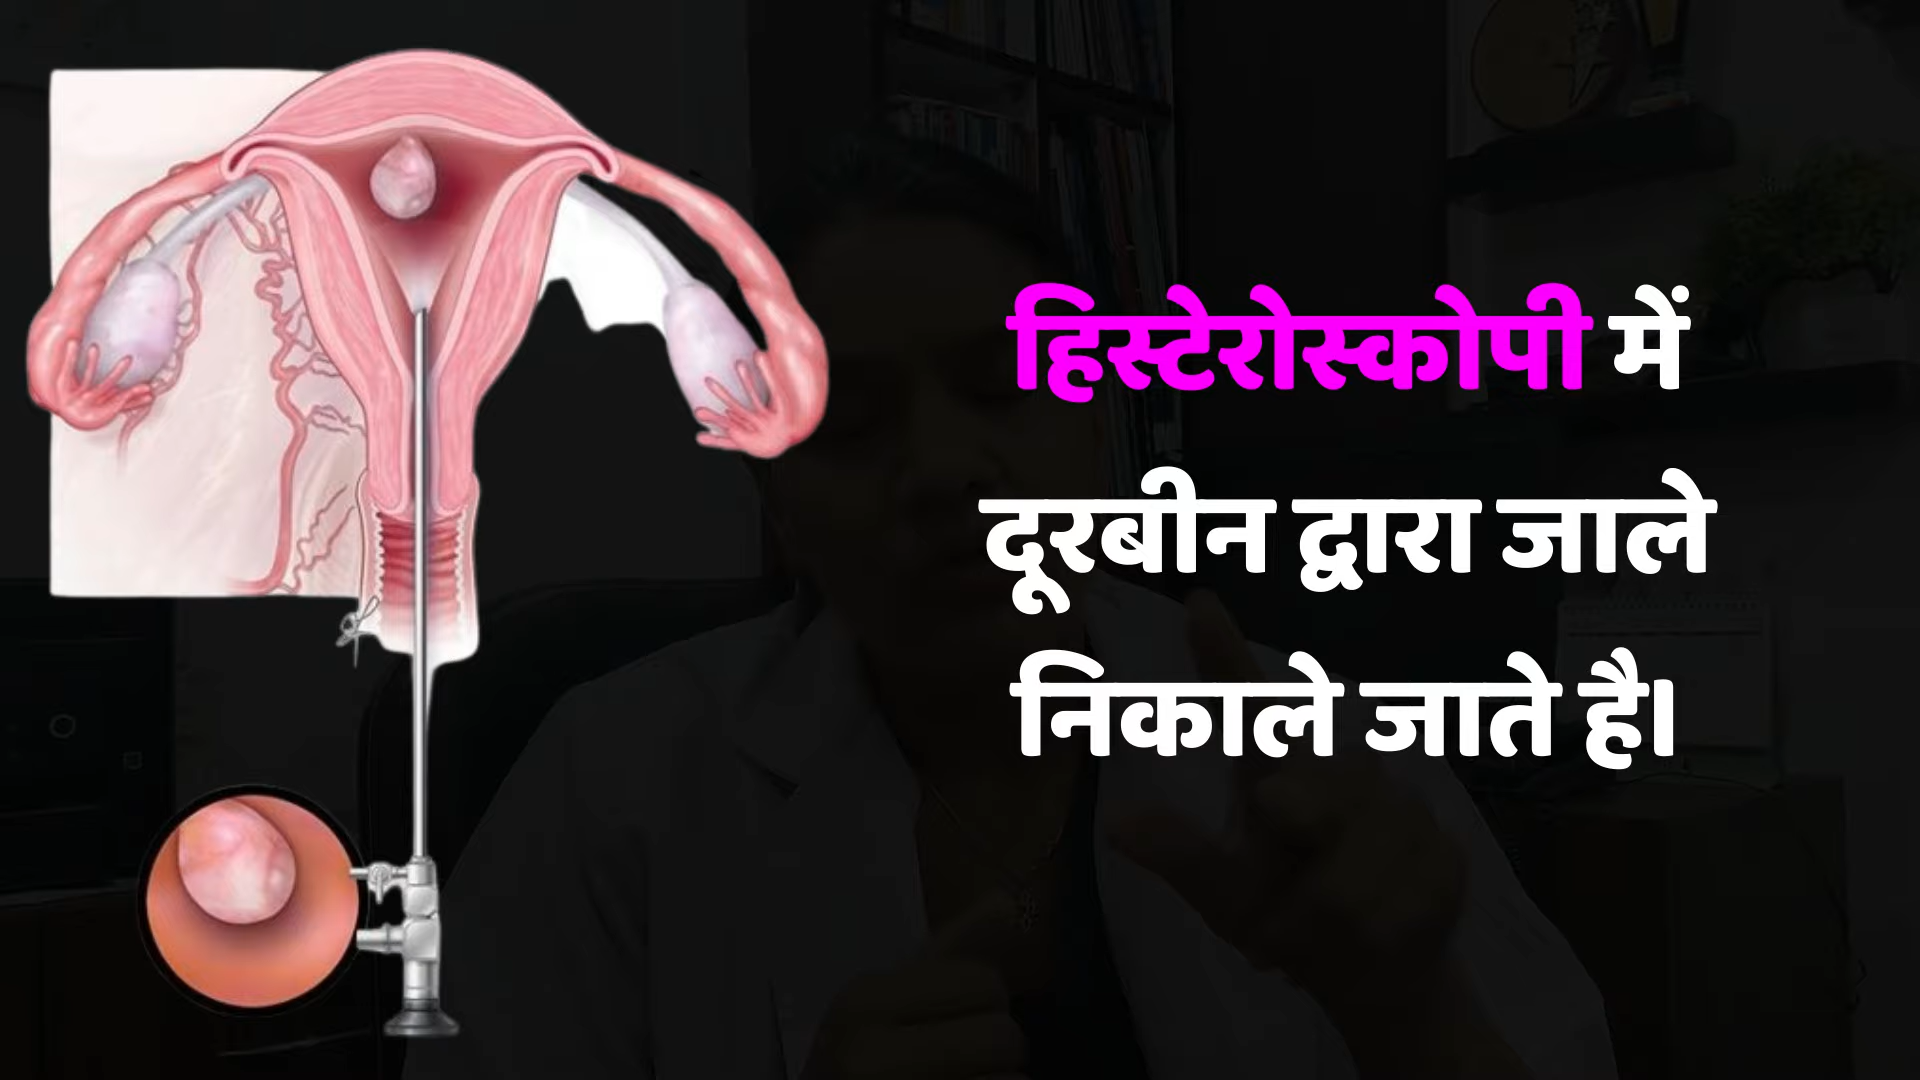 हिस्टेरोस्कोपी में
दूरबीन द्वारा जाले
निकाले जाते है।